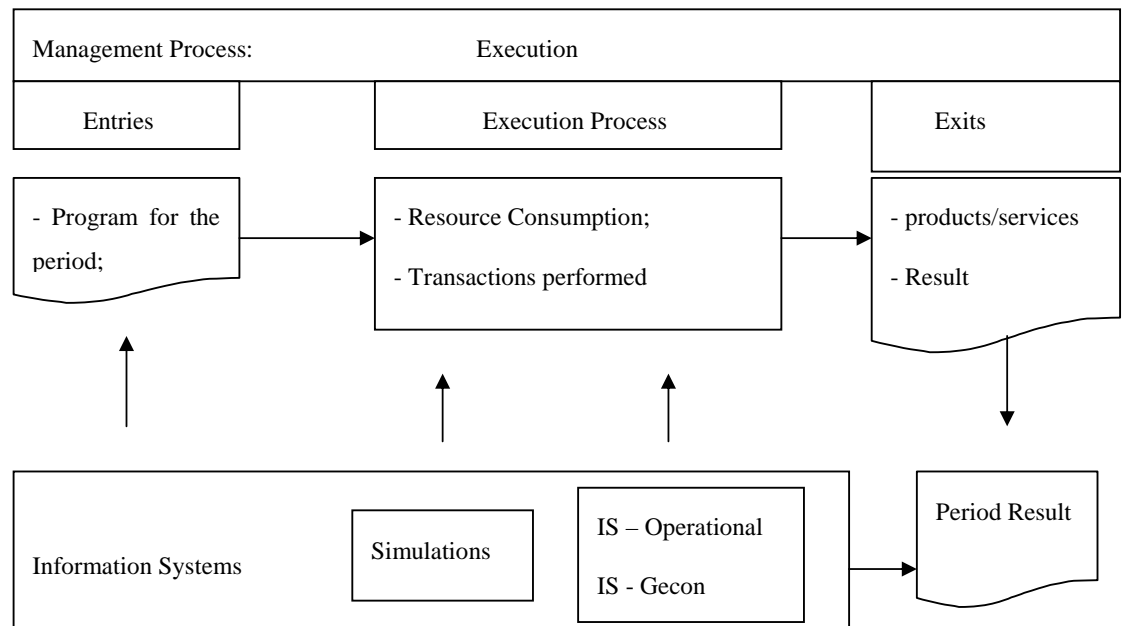 Management Process: Execution
Entries
Execution Process
Exits
- Program for the
period;
- Resource Consumption;
- Transactions performed
- products/services
- Result
Information Systems
Simulations
IS – Operational
IS - Gecon
Period Result